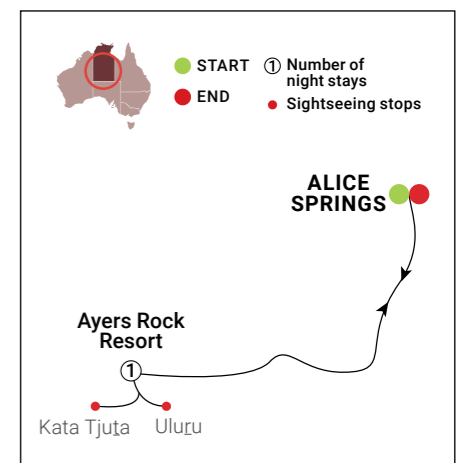 START
END
① Number of
night stays
Sightseeing stops
ALICE
SPRINGS
Ayers Rock
Resort
1
Kata Tjuṯa
Uluṟu